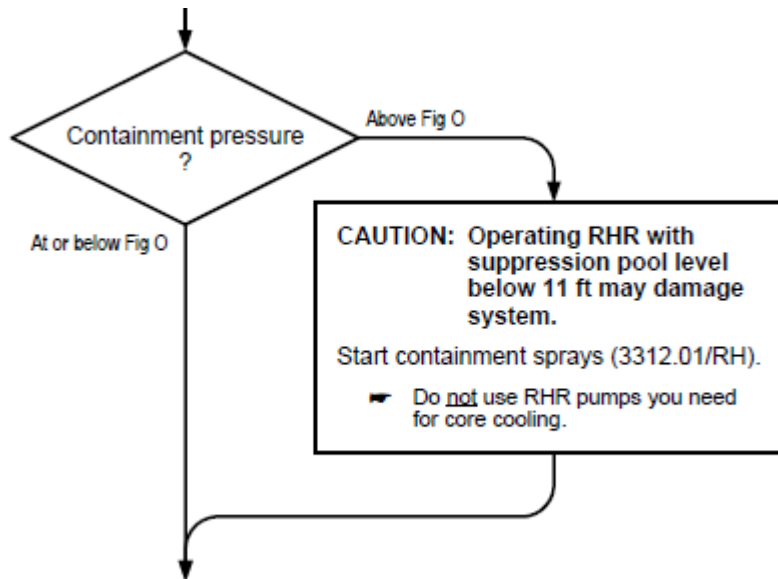 Containment pressure
?
Above Fig O
At or below Fig O
CAUTION: Operating RHR with
suppression pool level
below 11 ft may damage
system.
Start containment sprays (3312.01/RH).
☛ Do not use RHR pumps you need
for core cooling.